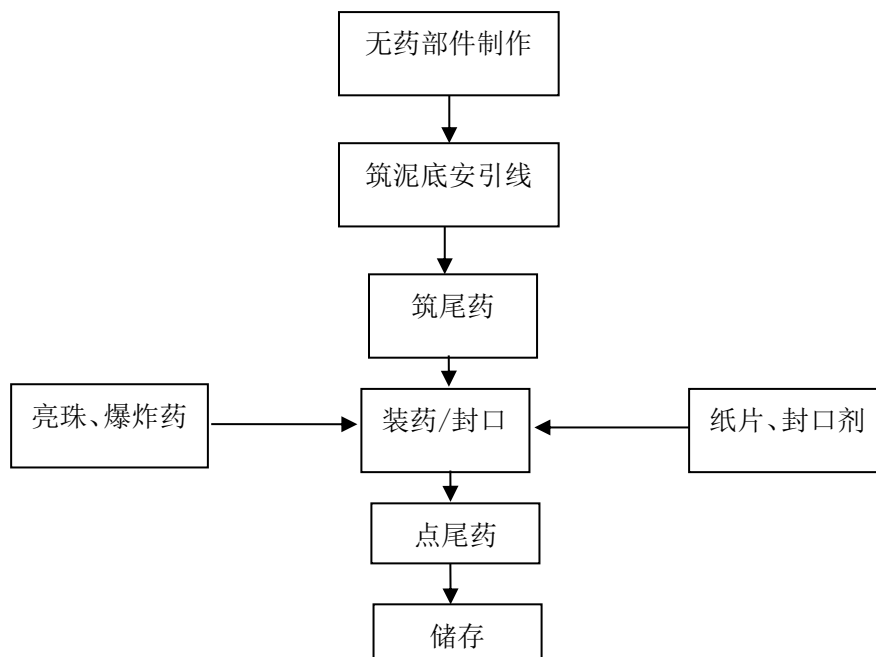 无药部件制作
筑泥底安引线
筑尾药
亮珠、爆炸药
装药/封口
纸片、封口剂
点尾药
储存